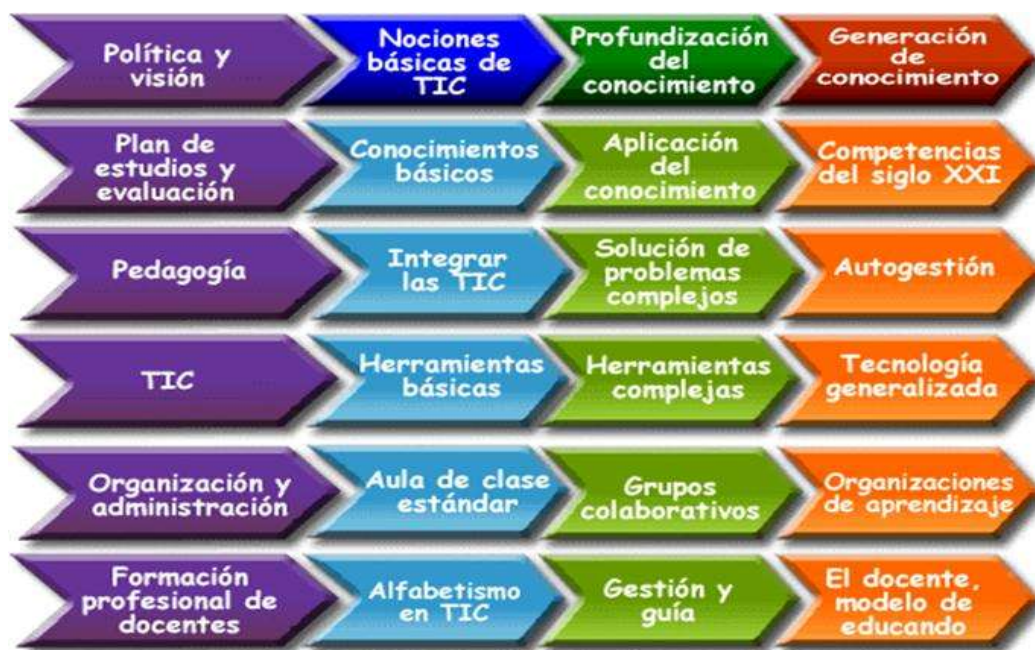 Política y
visión
Nociones
básicas de
TIC
Profundización
del
conocimiento
Generación
de
conocimiento
Plan de
estudios y
evaluación
Conocimientos
básicos
Aplicación
del
conocimiento
Competencias
del siglo XXI
Pedagogía
Integrar
las TIC
Solución de
problemas
complejos
Autogestión
TIC
Herramientas
básicas
Herramientas
complejas
Tecnología
generalizada
Organización y
administración
Aula de clase
estándar
Grupos
colaborativos
Organizaciones
de aprendizaje
Formación
profesional de
docentes
Alfabetismo
en TIC
Gestión y
guía
El docente,
modelo de
educando